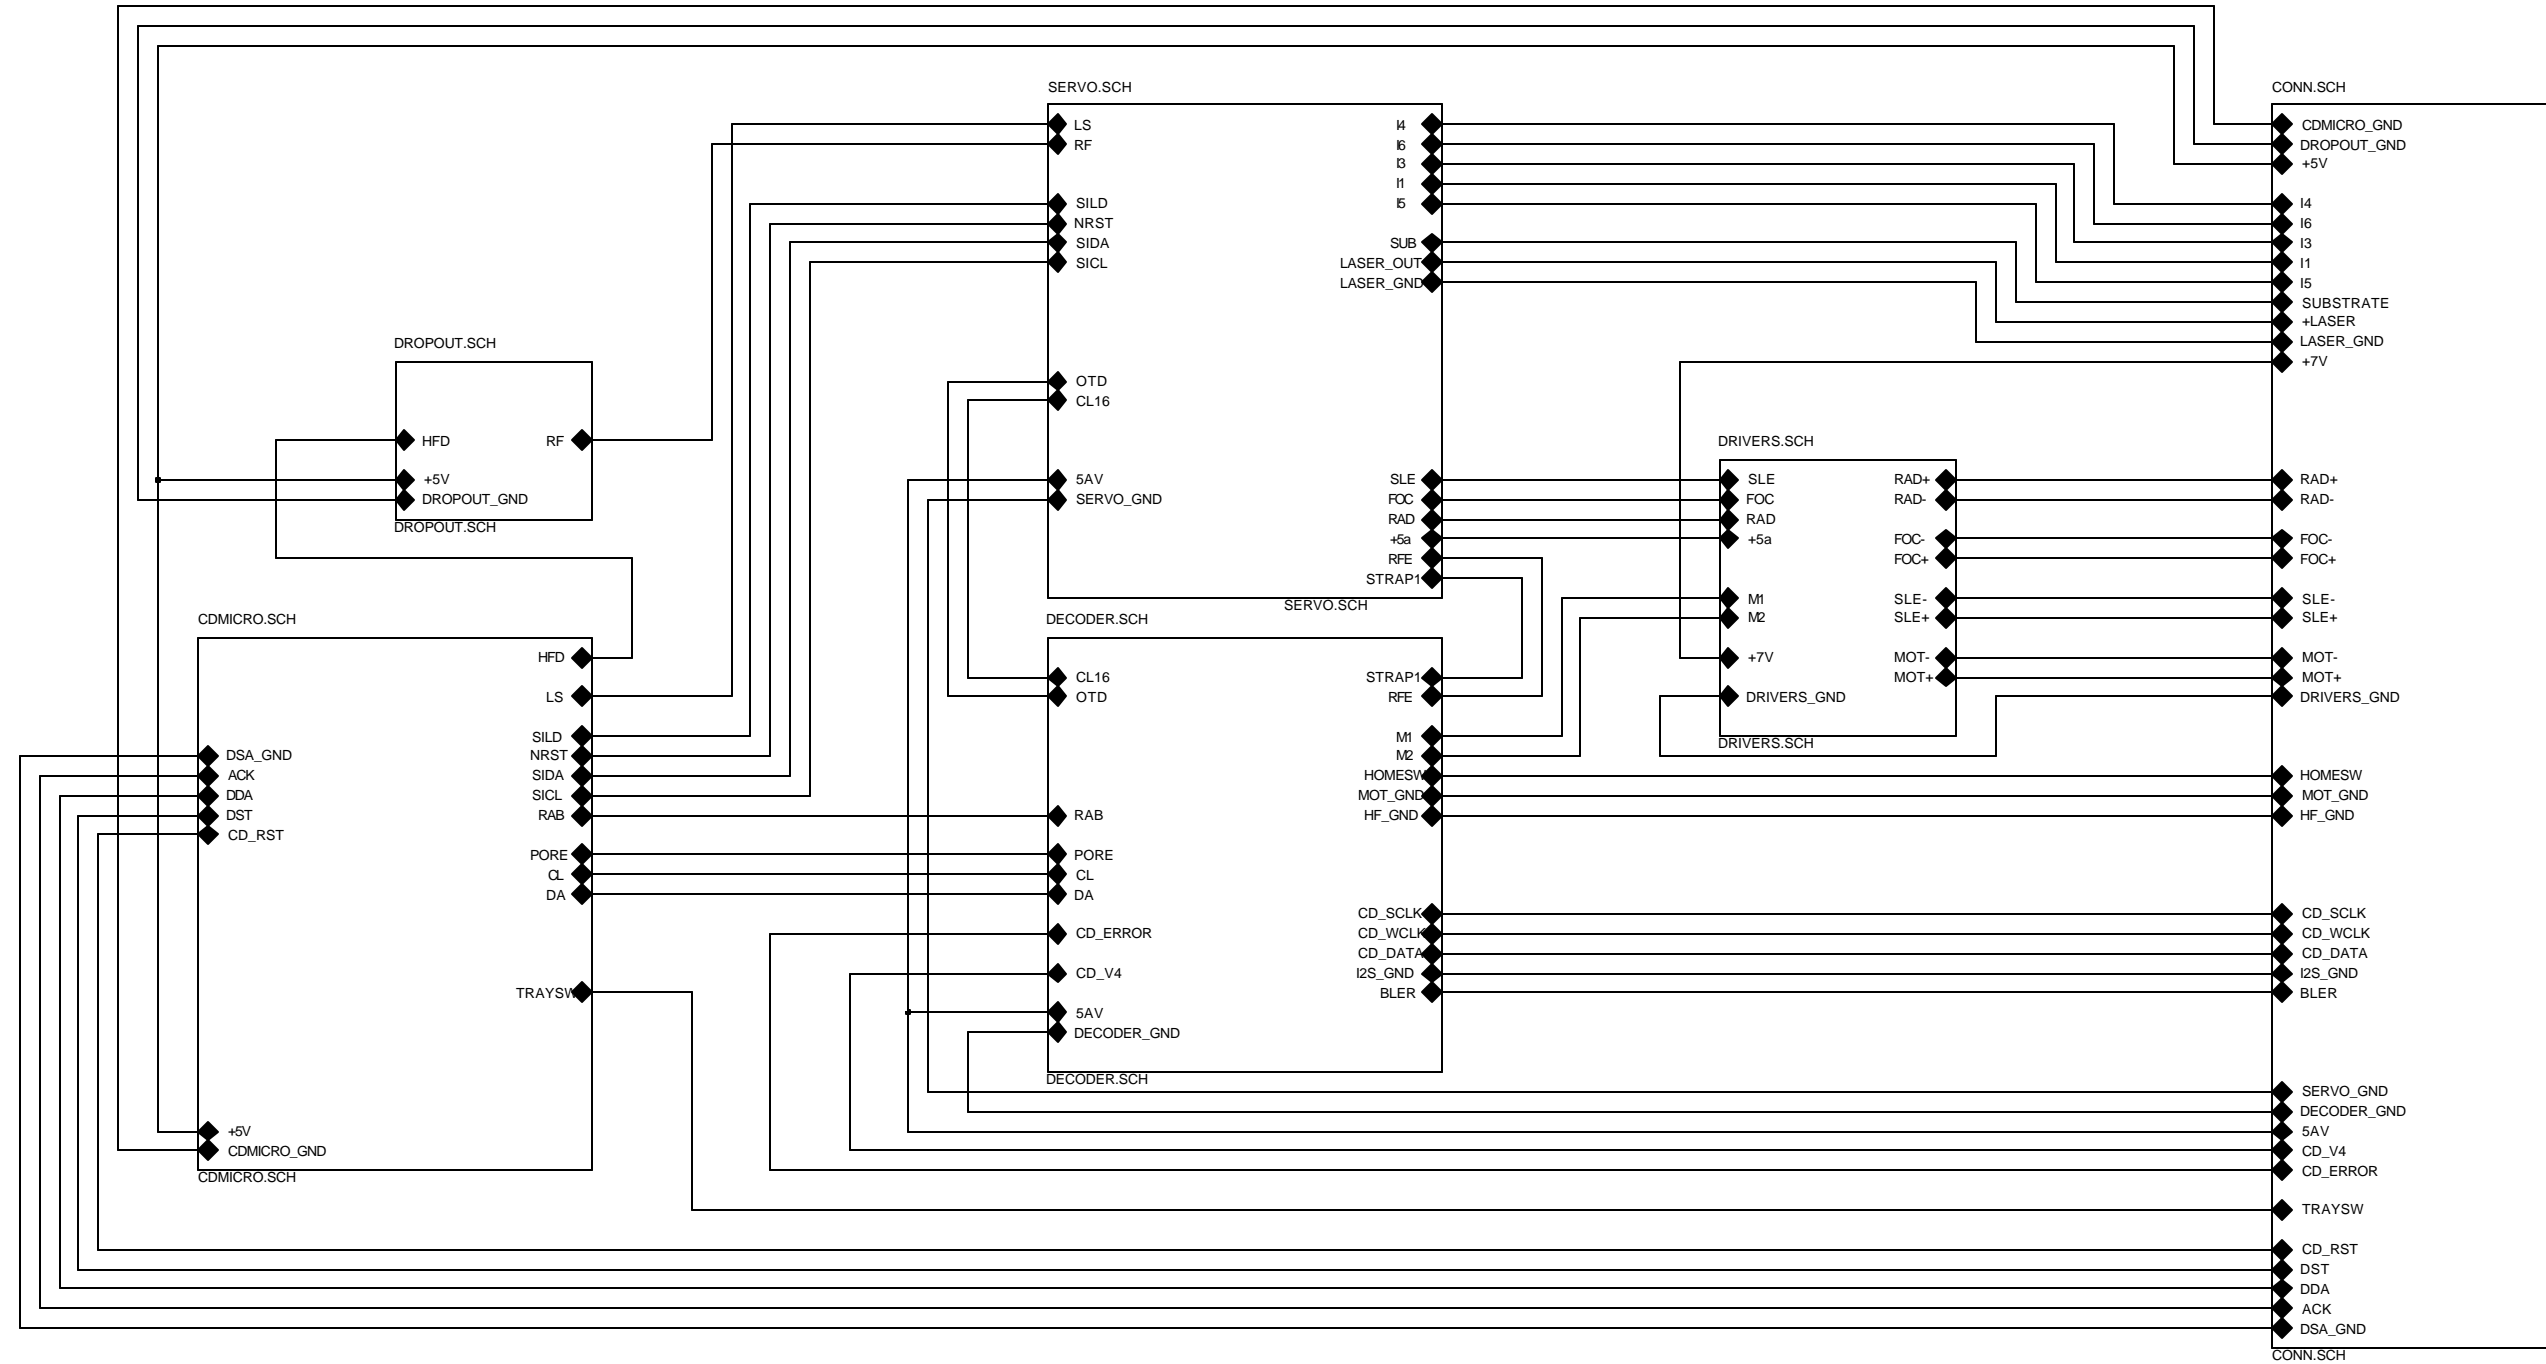 SERVO.SCH
LS
RF
SILD
NRST
SIDA
SICL
OTD
CL16
5AV
SERVO_GND
I4
I6
I3
I1
I5
SUB
LASER_OUT
LASER_GND
SLE
FOC
RAD
+5a
RFE
STRAP1
SERVO.SCH
CONN.SCH
CDMICRO_GND
DROPOUT_GND
+5V
I4
I6
I3
I1
I5
SUBSTRATE
+LASER
LASER_GND
+7V
RAD+
RAD-
FOC-
FOC+
SLE-
SLE+
MOT-
MOT+
DRIVERS_GND
HOMESW
MOT_GND
HF_GND
CD_SCLK
CD_WCLK
CD_DATA
I2S_GND
BLER
SERVO_GND
DECODER_GND
5AV
CD_V4
CD_ERROR
TRAYSW
CD_RST
DST
DDA
ACK
DSA_GND
CONN.SCH
DROPOUT.SCH
HFD
RF
+5V
DROPOUT_GND
DROPOUT.SCH
DRIVERS.SCH
SLE
FOC
RAD
+5a
M1
M2
+7V
DRIVERS_GND
RAD+
RAD-
FOC-
FOC+
SLE-
SLE+
MOT-
MOT+
DRIVERS.SCH
CDMICRO.SCH
DSA_GND
ACK
DDA
DST
CD_RST
+5V
CDMICRO_GND
HFD
LS
SILD
NRST
SIDA
SICL
RAB
PORE
CL
DA
TRAYSW
CDMICRO.SCH
DECODER.SCH
CL16
OTD
RAB
PORE
CL
DA
CD_ERROR
CD_V4
5AV
DECODER_GND
STRAP1
RFE
M1
M2
HOMESW
MOT_GND
HF_GND
CD_SCLK
CD_WCLK
CD_DATA
I2S_GND
BLER
DECODER.SCH